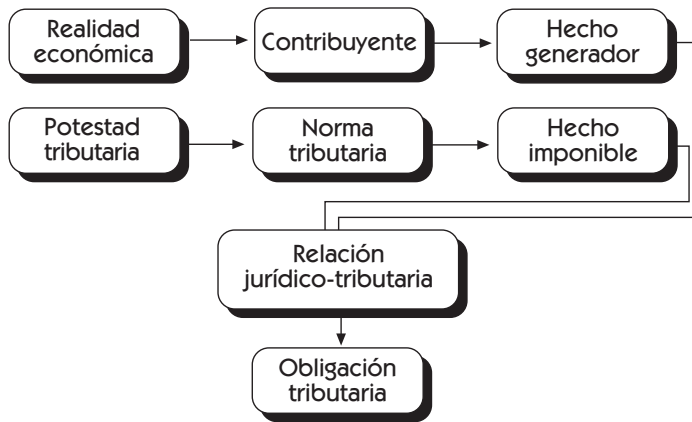 Realidad
económica
Contribuyente
Hecho
generador
Potestad
tributaria
Norma
tributaria
Hecho
imponible
Relación
jurídico-tributaria
Obligación
tributaria